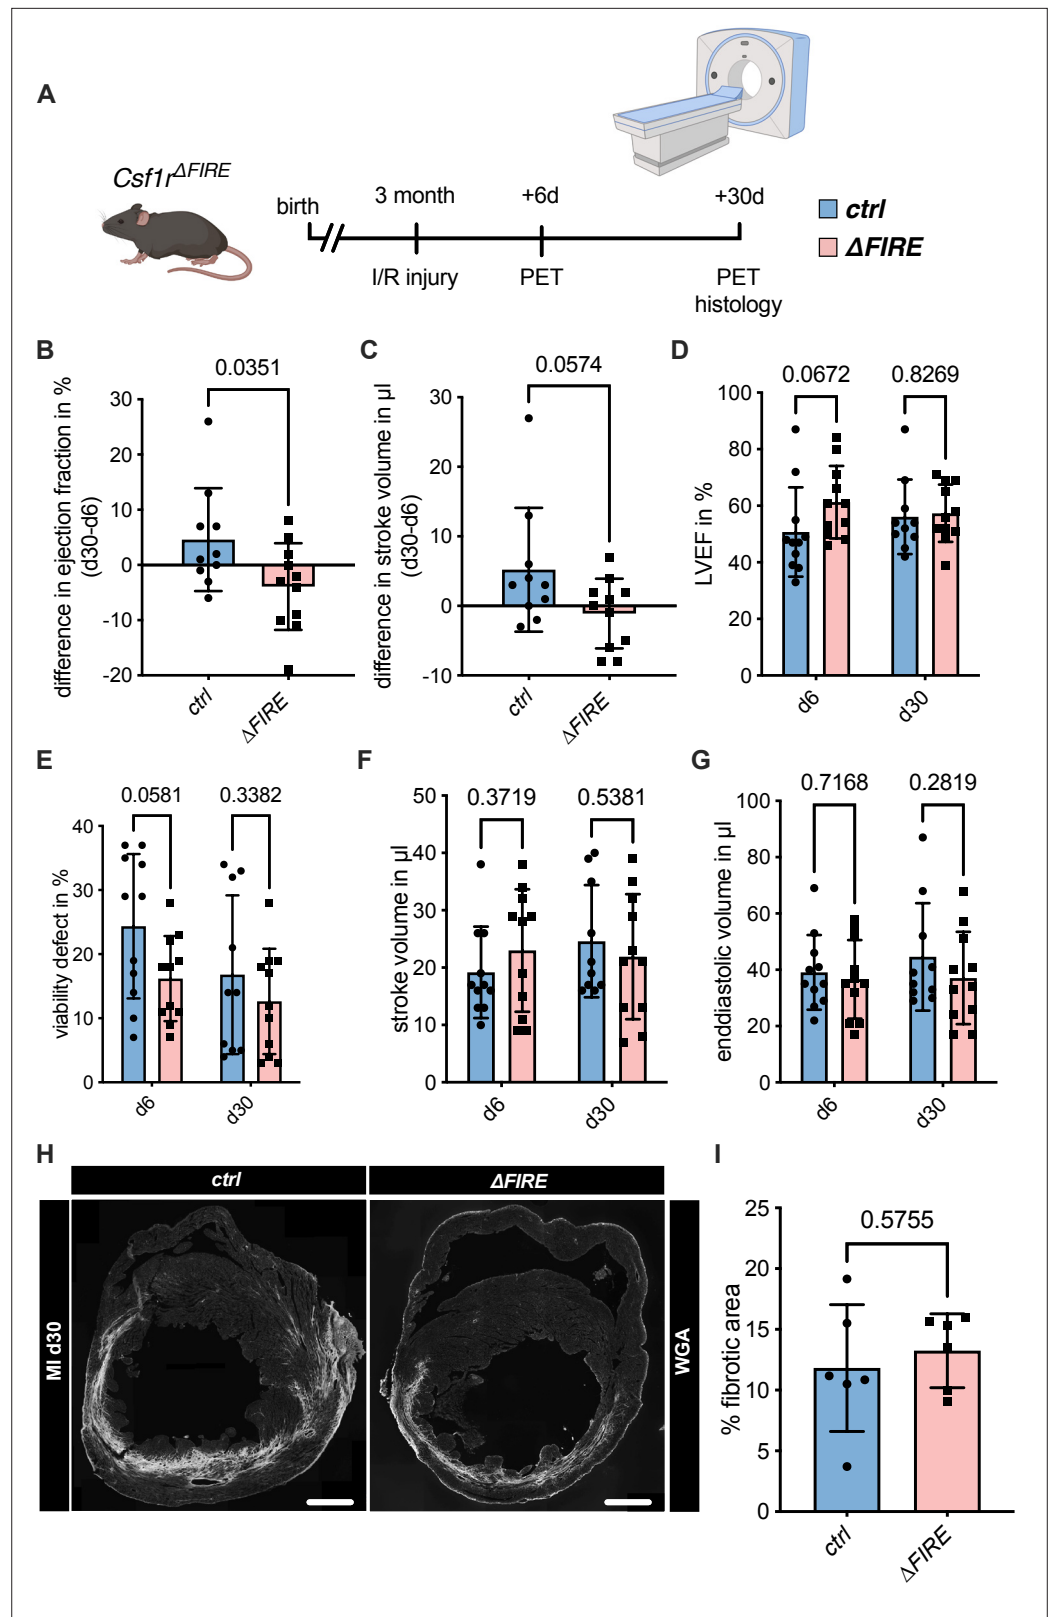 A
Csf1rΔFIRE
birth
3 month
+6d
+30d
I/R injury
PET
PET
histology
ctrl
ΔFIRE
B
difference in ejection fraction in %
(d30-d6)
0.0351
30
20
10
0
-10
-20
ctrl
ΔFIRE
C
difference in stroke volume in µl
(d30-d6)
0.0574
30
20
10
0
-10
ctrl
ΔFIRE
D
LVEF in %
0.0672
0.8269
100
80
60
40
20
0
d6
d30
E
viability defect in %
0.0581
0.3382
40
30
20
10
0
d6
d30
F
stroke volume in µl
0.3719
0.5381
50
40
30
20
10
0
d6
d30
G
enddiastolic volume in µl
0.7168
0.2819
100
80
60
40
20
0
d6
d30
H
ctrl
ΔFIRE
MI d30
WGA
I
% fibrotic area
0.5755
25
20
15
10
5
0
ctrl
ΔFIRE